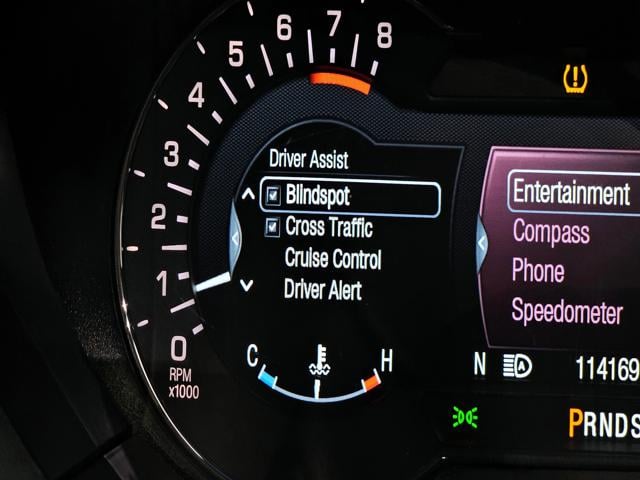 8
7
6
5
4
3
2
1
0
RPM
x1000
Driver Assist
Blindspot
Cross Traffic
Cruise Control
Driver Alert
C H
Entertainment
Compass
Phone
Speedometer
N 114169
PRNDS